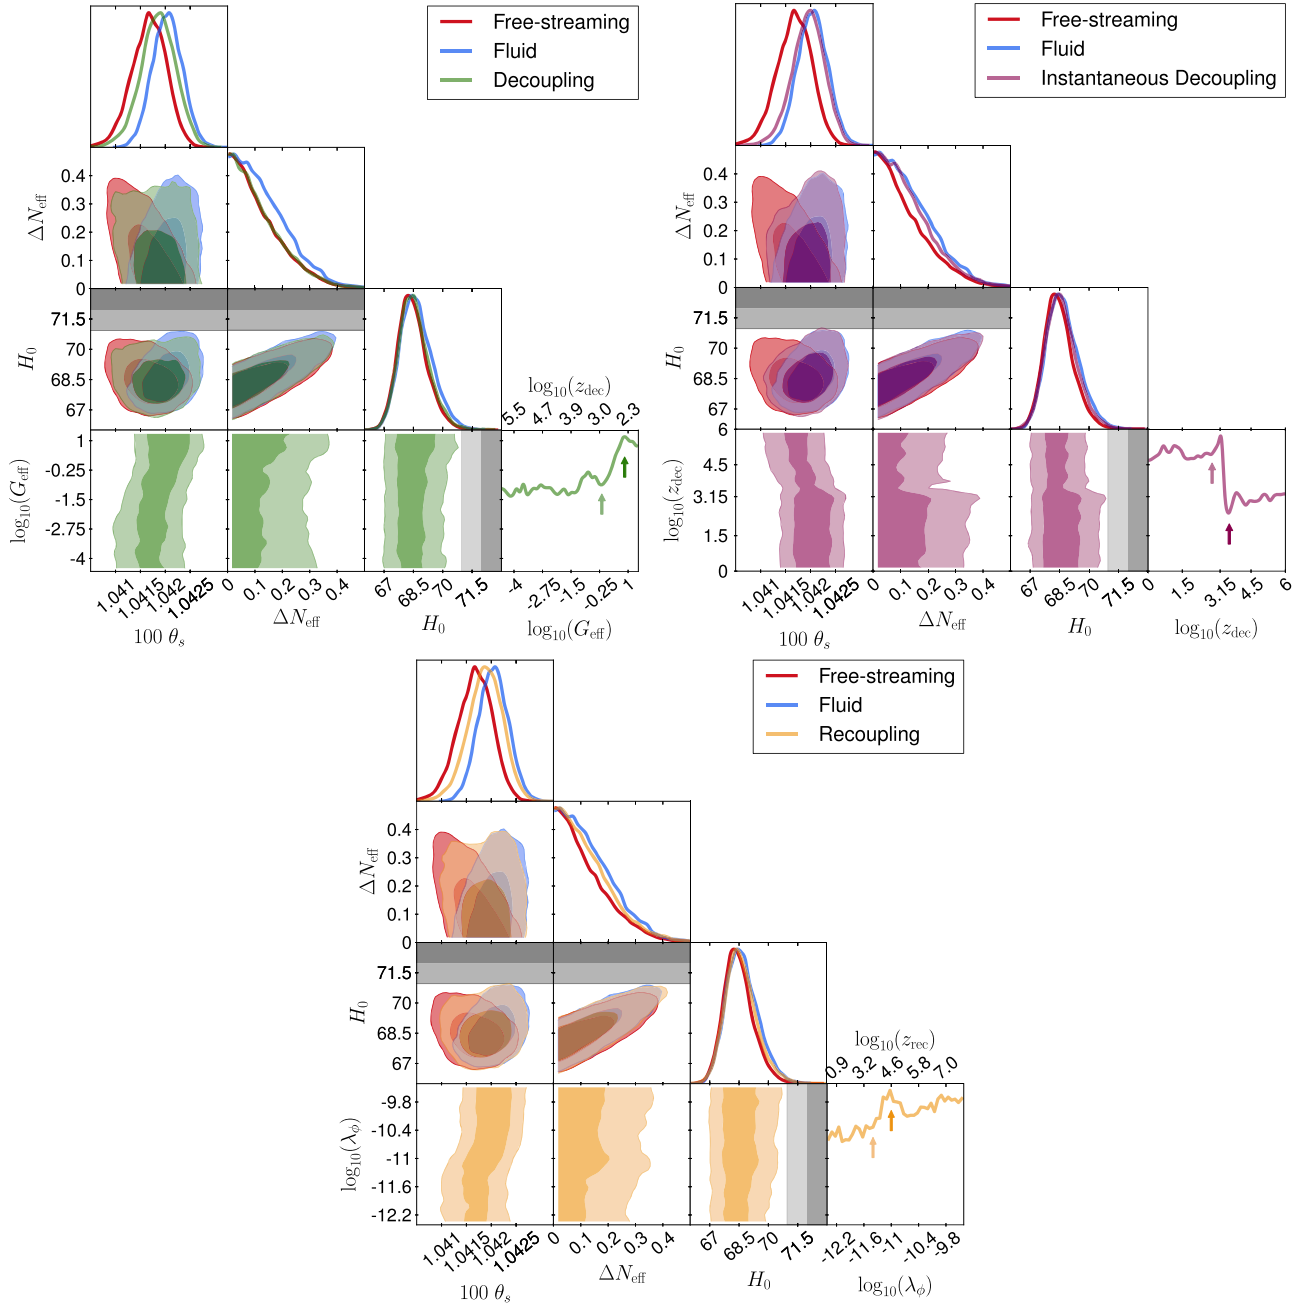 Free-streaming
Fluid
Decoupling
ΔN_eff
0.4
0.3
0.2
0.1
0
H_0
71.5
70
68.5
67
log_10(z_dec)
5.5 4.7 3.9 3.0 2.3
log_10(G_eff)
1
-0.25
-1.5
-2.75
-4
1.041 1.0415 1.042 1.0425
0 0.1 0.2 0.3 0.4
67 68.5 70 71.5
-4 -2.75 -1.5 -0.25 1
100 θ_s
ΔN_eff
H_0
log_10(G_eff)
Free-streaming
Fluid
Instantaneous Decoupling
ΔN_eff
0.4
0.3
0.2
0.1
0
H_0
71.5
70
68.5
67
log_10(z_dec)
6
4.5
3.15
1.5
0
1.041 1.0415 1.042 1.0425
0 0.1 0.2 0.3 0.4
67 68.5 70 71.5
0 1.5 3.15 4.5 6
100 θ_s
ΔN_eff
H_0
log_10(z_dec)
Free-streaming
Fluid
Recoupling
ΔN_eff
0.4
0.3
0.2
0.1
0
H_0
71.5
70
68.5
67
log_10(z_rec)
0.9 3.2 4.6 5.8 7.0
log_10(λ_ϕ)
-9.8
-10.4
-11
-11.6
-12.2
1.041 1.0415 1.042 1.0425
0 0.1 0.2 0.3 0.4
67 68.5 70 71.5
-12.2 -11.6 -11 -10.4 -9.8
100 θ_s
ΔN_eff
H_0
log_10(λ_ϕ)